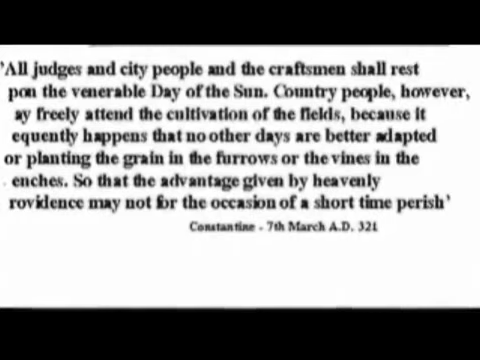 'All judges and city people and the craftsmen shall rest
pon the venerable Day of the Sun. Country people, however,
ay freely attend the cultivation of the fields, because it
equently happens that no other days are better adapted
or planting the grain in the furrows or the vines in the
enches. So that the advantage given by heavenly
rovidence may not for the occasion of a short time perish'
Constantine - 7th March A.D. 321